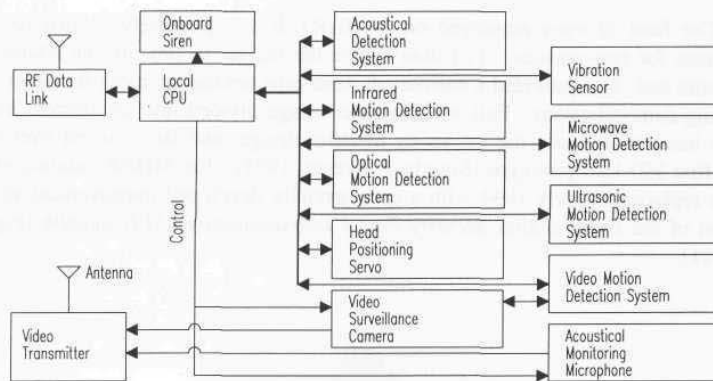 Onboard
Siren
RF Data
Link
Local
CPU
Acoustical
Detection
System
Vibration
Sensor
Infrared
Motion Detection
System
Microwave
Motion Detection
System
Optical
Motion Detection
System
Ultrasonic
Motion Detection
System
Head
Positioning
Servo
Control
Antenna
Video Motion
Detection System
Video
Surveillance
Camera
Video
Transmitter
Acoustical
Monitoring
Microphone